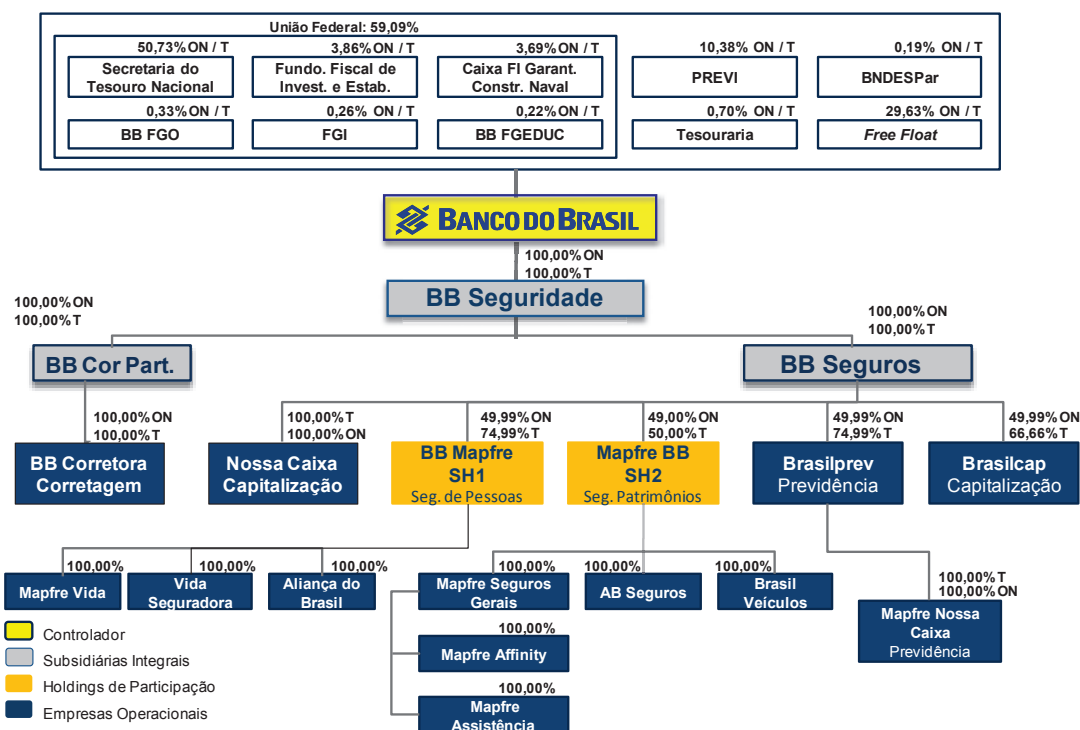 União Federal: 59,09%
50,73%ON / T
3,86%ON / T
3,69%ON / T
10,38% ON / T
0,19% ON / T
Secretaria do
Tesouro Nacional
Fundo. Fiscal de
Invest. e Estab.
Caixa FI Garant.
Constr. Naval
PREVI
BNDESPar
0,33%ON / T
0,26% ON / T
0,22%ON / T
0,70% ON / T
29,63% ON / T
BB FGO
FGI
BB FGEDUC
Tesouraria
Free Float
BANCO DO BRASIL
100,00%ON
100,00%T
BB Seguridade
100,00%ON
100,00%T
100,00%ON
100,00%T
BB Cor Part.
BB Seguros
100,00%ON
100,00%T
100,00%T
100,00%ON
49,99%ON
74,99%T
49,00%ON
50,00%T
49,99%ON
74,99%T
49,99%ON
66,66%T
BB Corretora
Corretagem
Nossa Caixa
Capitalização
BB Mapfre
SH1
Seg. de Pessoas
Mapfre BB
SH2
Seg. Patrimônios
Brasilprev
Previdência
Brasilcap
Capitalização
100,00%
100,00%
100,00%
100,00%
100,00%
100,00%
Mapfre Vida
Vida
Seguradora
Aliança do
Brasil
Mapfre Seguros
Gerais
AB Seguros
Brasil
Veículos
100,00%T
100,00%ON
Mapfre Nossa
Caixa
Previdência
100,00%
Mapfre Affinity
100,00%
Mapfre
Assistência
Controlador
Subsidiárias Integrais
Holdings de Participação
Empresas Operacionais